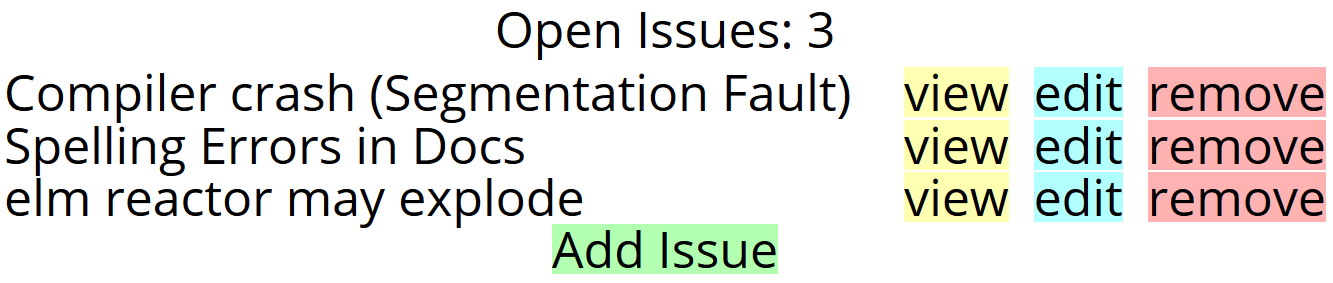 Open Issues: 3
Compiler crash (Segmentation Fault) view edit remove
Spelling Errors in Docs view edit remove
elm reactor may explode view edit remove
Add Issue